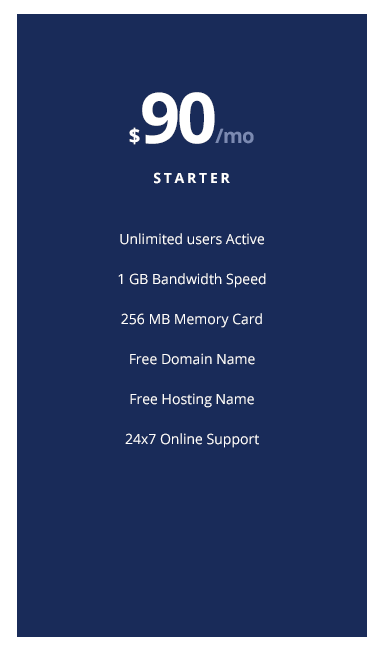 $90/mo
STARTER
Unlimited users Active
1 GB Bandwidth Speed
256 MB Memory Card
Free Domain Name
Free Hosting Name
24x7 Online Support